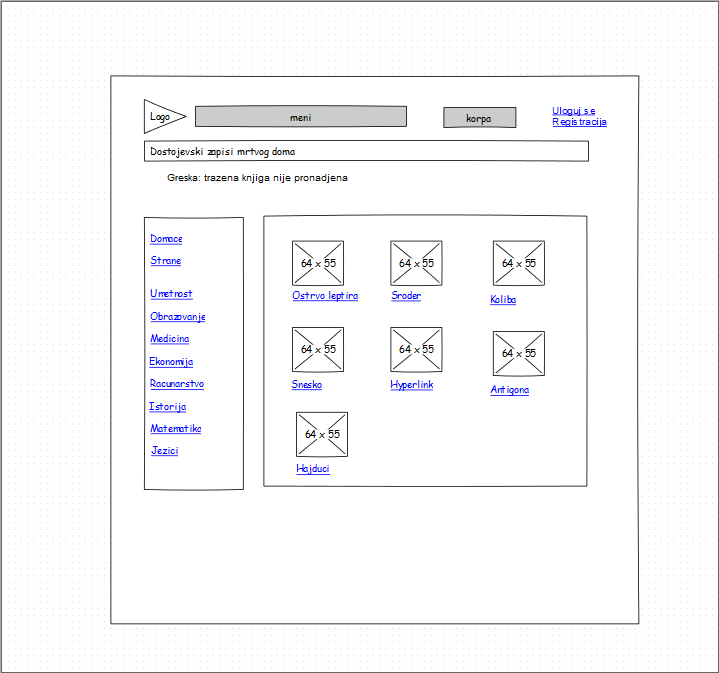 Logo
meni
korpa
Uloguj se
Registracija
Dostojevski zapisi mrtvog doma
Greska: trazena knjiga nije pronadjena
Domace
Strane
Umetnost
Obrazovanje
Medicina
Ekonomija
Racunarstvo
Istorija
Matematika
Jezici
64 x 55
64 x 55
64 x 55
Ostrvo leptira
Sroder
Koliba
64 x 55
64 x 55
64 x 55
Snesko
Hyperlink
Antigona
64 x 55
Hajduci